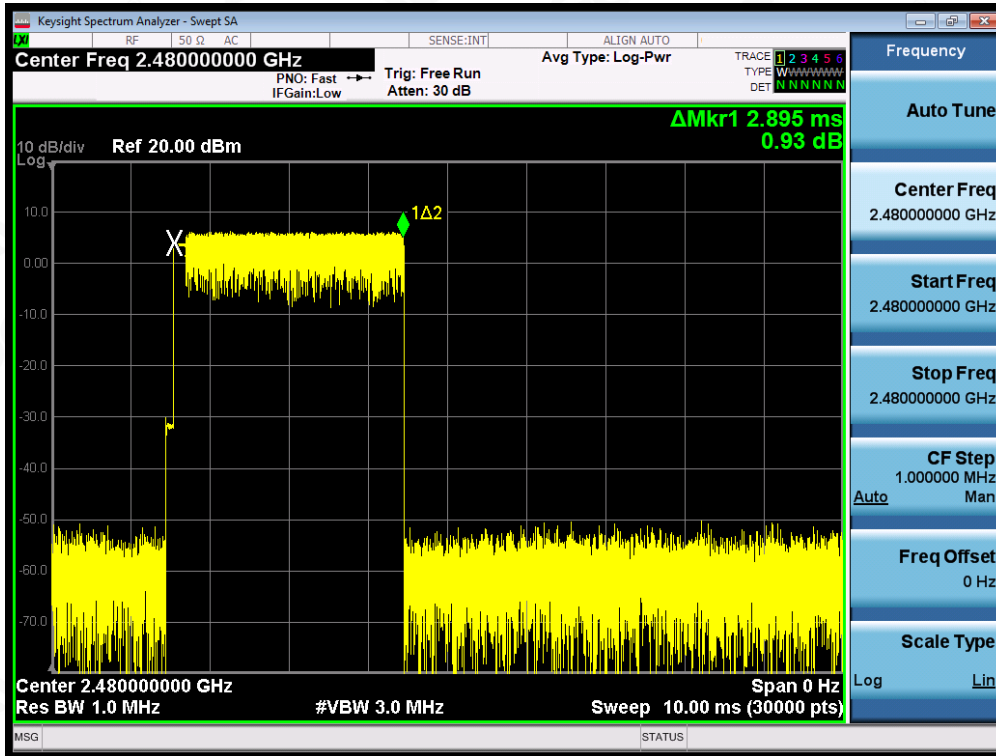 Keysight Spectrum Analyzer - Swept SA
LXI RF 50 Ω AC SENSE:INT ALIGN AUTO
Center Freq 2.480000000 GHz
Avg Type: Log-Pwr
PNO: Fast
IFGain:Low
Trig: Free Run
Atten: 30 dB
TRACE 1 2 3 4 5 6
TYPE WWWWWW
DET N N N N N N
Frequency
ΔMkr1 2.895 ms
0.93 dB
10 dB/div Ref 20.00 dBm
Log
1Δ2
10.0
0.00
-10.0
-20.0
-30.0
-40.0
-50.0
-60.0
-70.0
Center 2.480000000 GHz Span 0 Hz
Res BW 1.0 MHz #VBW 3.0 MHz Sweep 10.00 ms (30000 pts)
MSG STATUS
Auto Tune
Center Freq
2.480000000 GHz
Start Freq
2.480000000 GHz
Stop Freq
2.480000000 GHz
CF Step
1.000000 MHz
Auto Man
Freq Offset
0 Hz
Scale Type
Log Lin